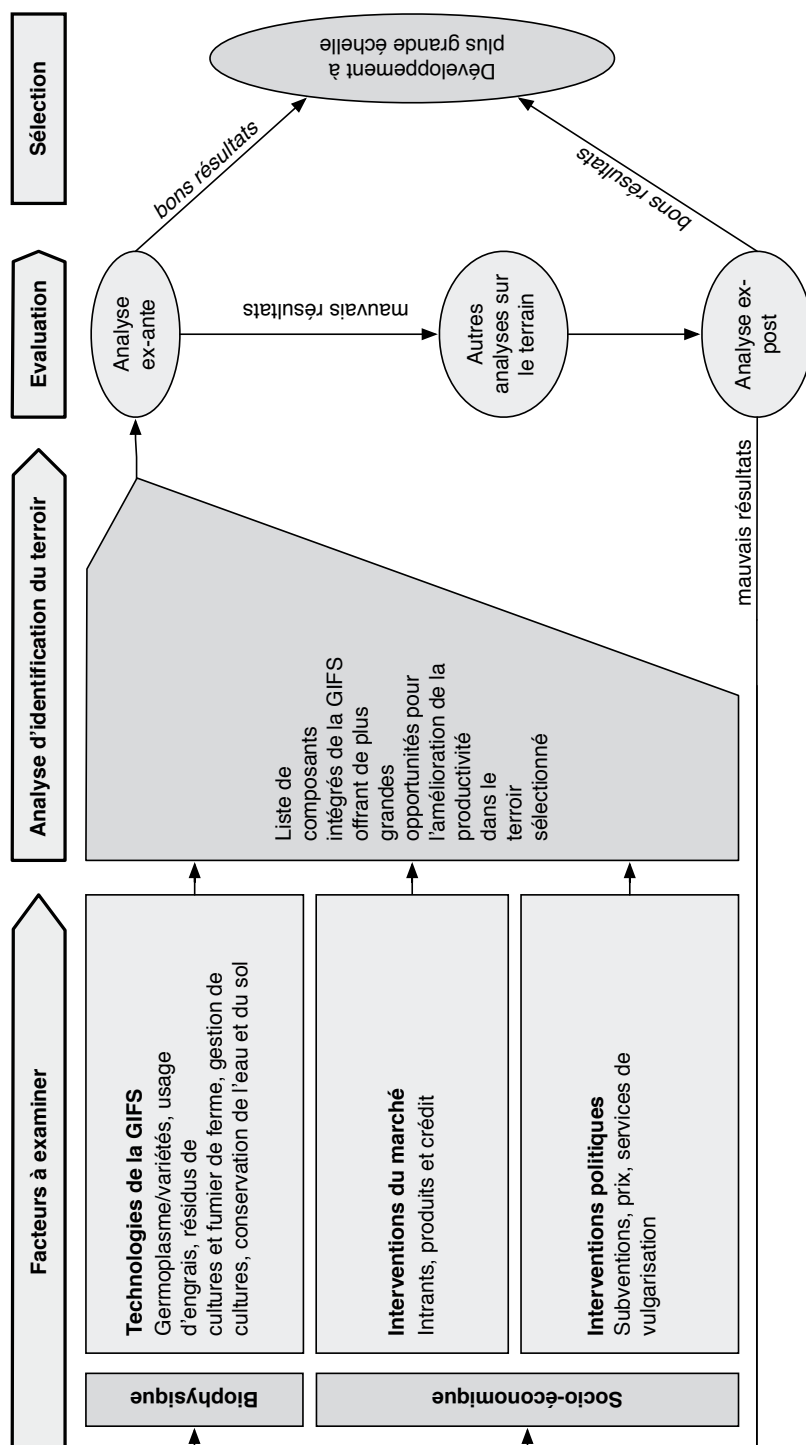 Facteurs à examiner
Analyse d’identification du terroir
Evaluation
Sélection
Biophysique
Technologies de la GIFS
Germoplasme/variétés, usage
d’engrais, résidus de
cultures et fumier de ferme, gestion de
cultures, conservation de l’eau et du sol
Socio-économique
Interventions du marché
Intrants, produits et crédit
Interventions politiques
Subventions, prix, services de
vulgarisation
Liste de
composants
intégrés de la GIFS
offrant de plus
grandes
opportunités pour
l’amélioration de la
productivité
dans le
terroir
sélectionné
Analyse
ex-ante
mauvais résultats
Autres
analyses sur
le terrain
Analyse ex-
post
mauvais résultats
bons résultats
bons résultats
Développement à
plus grande échelle